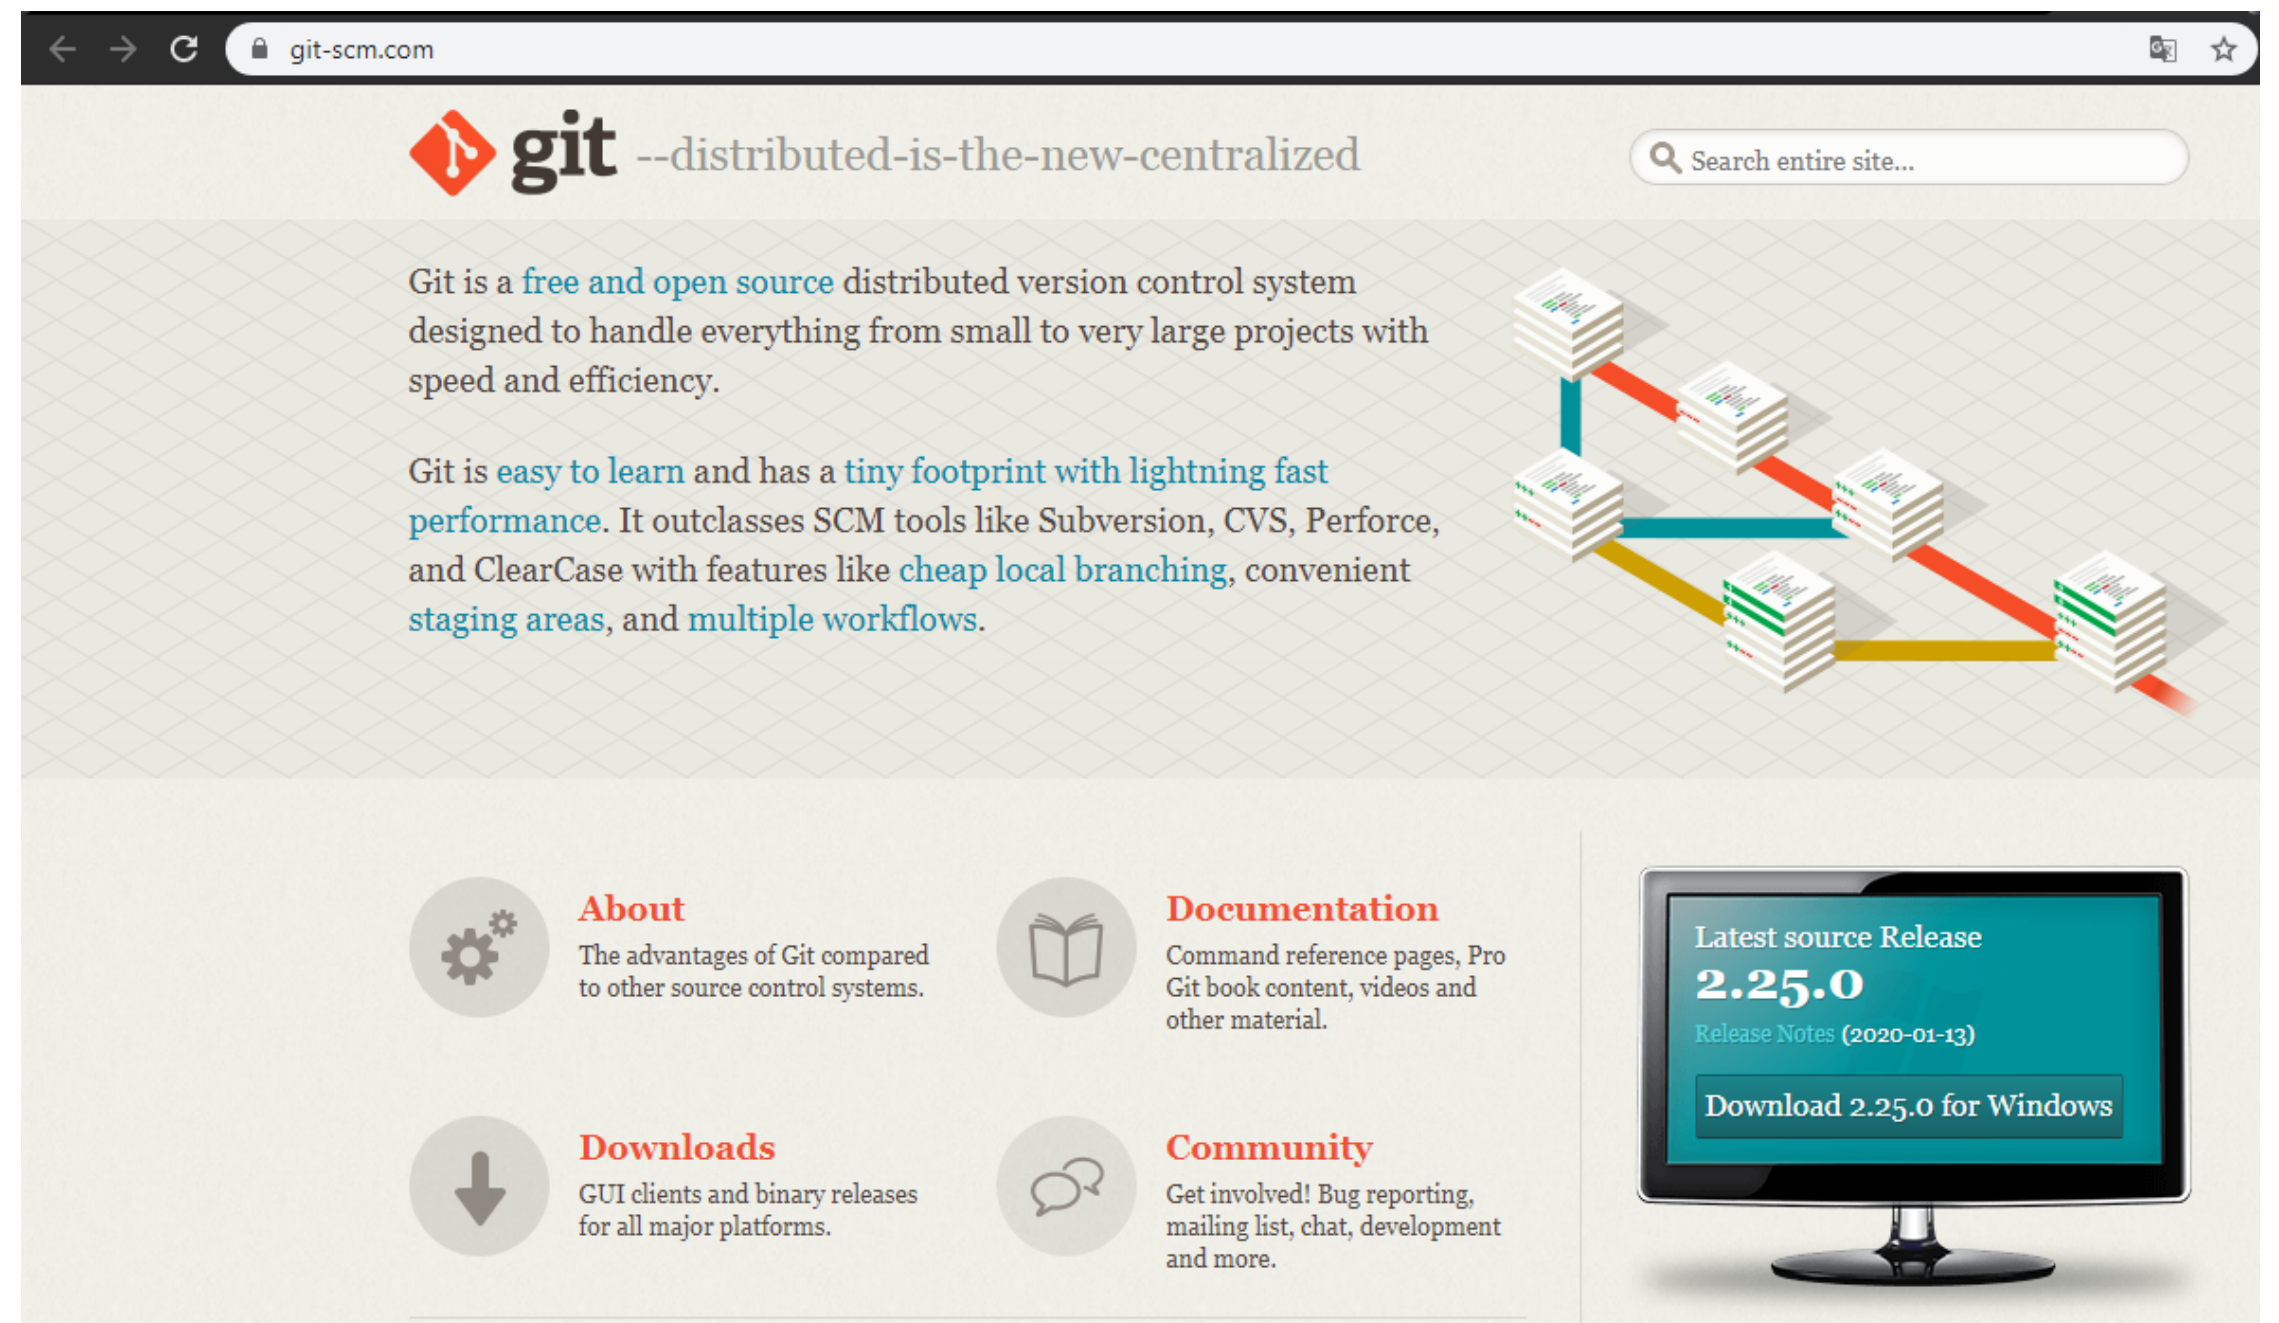 git-scm.com
git --distributed-is-the-new-centralized
Search entire site...
Git is a free and open source distributed version control system
designed to handle everything from small to very large projects with
speed and efficiency.
Git is easy to learn and has a tiny footprint with lightning fast
performance. It outclasses SCM tools like Subversion, CVS, Perforce,
and ClearCase with features like cheap local branching, convenient
staging areas, and multiple workflows.
About
The advantages of Git compared
to other source control systems.
Documentation
Command reference pages, Pro
Git book content, videos and
other material.
Downloads
GUI clients and binary releases
for all major platforms.
Community
Get involved! Bug reporting,
mailing list, chat, development
and more.
Latest source Release
2.25.0
Release Notes (2020-01-13)
Download 2.25.0 for Windows